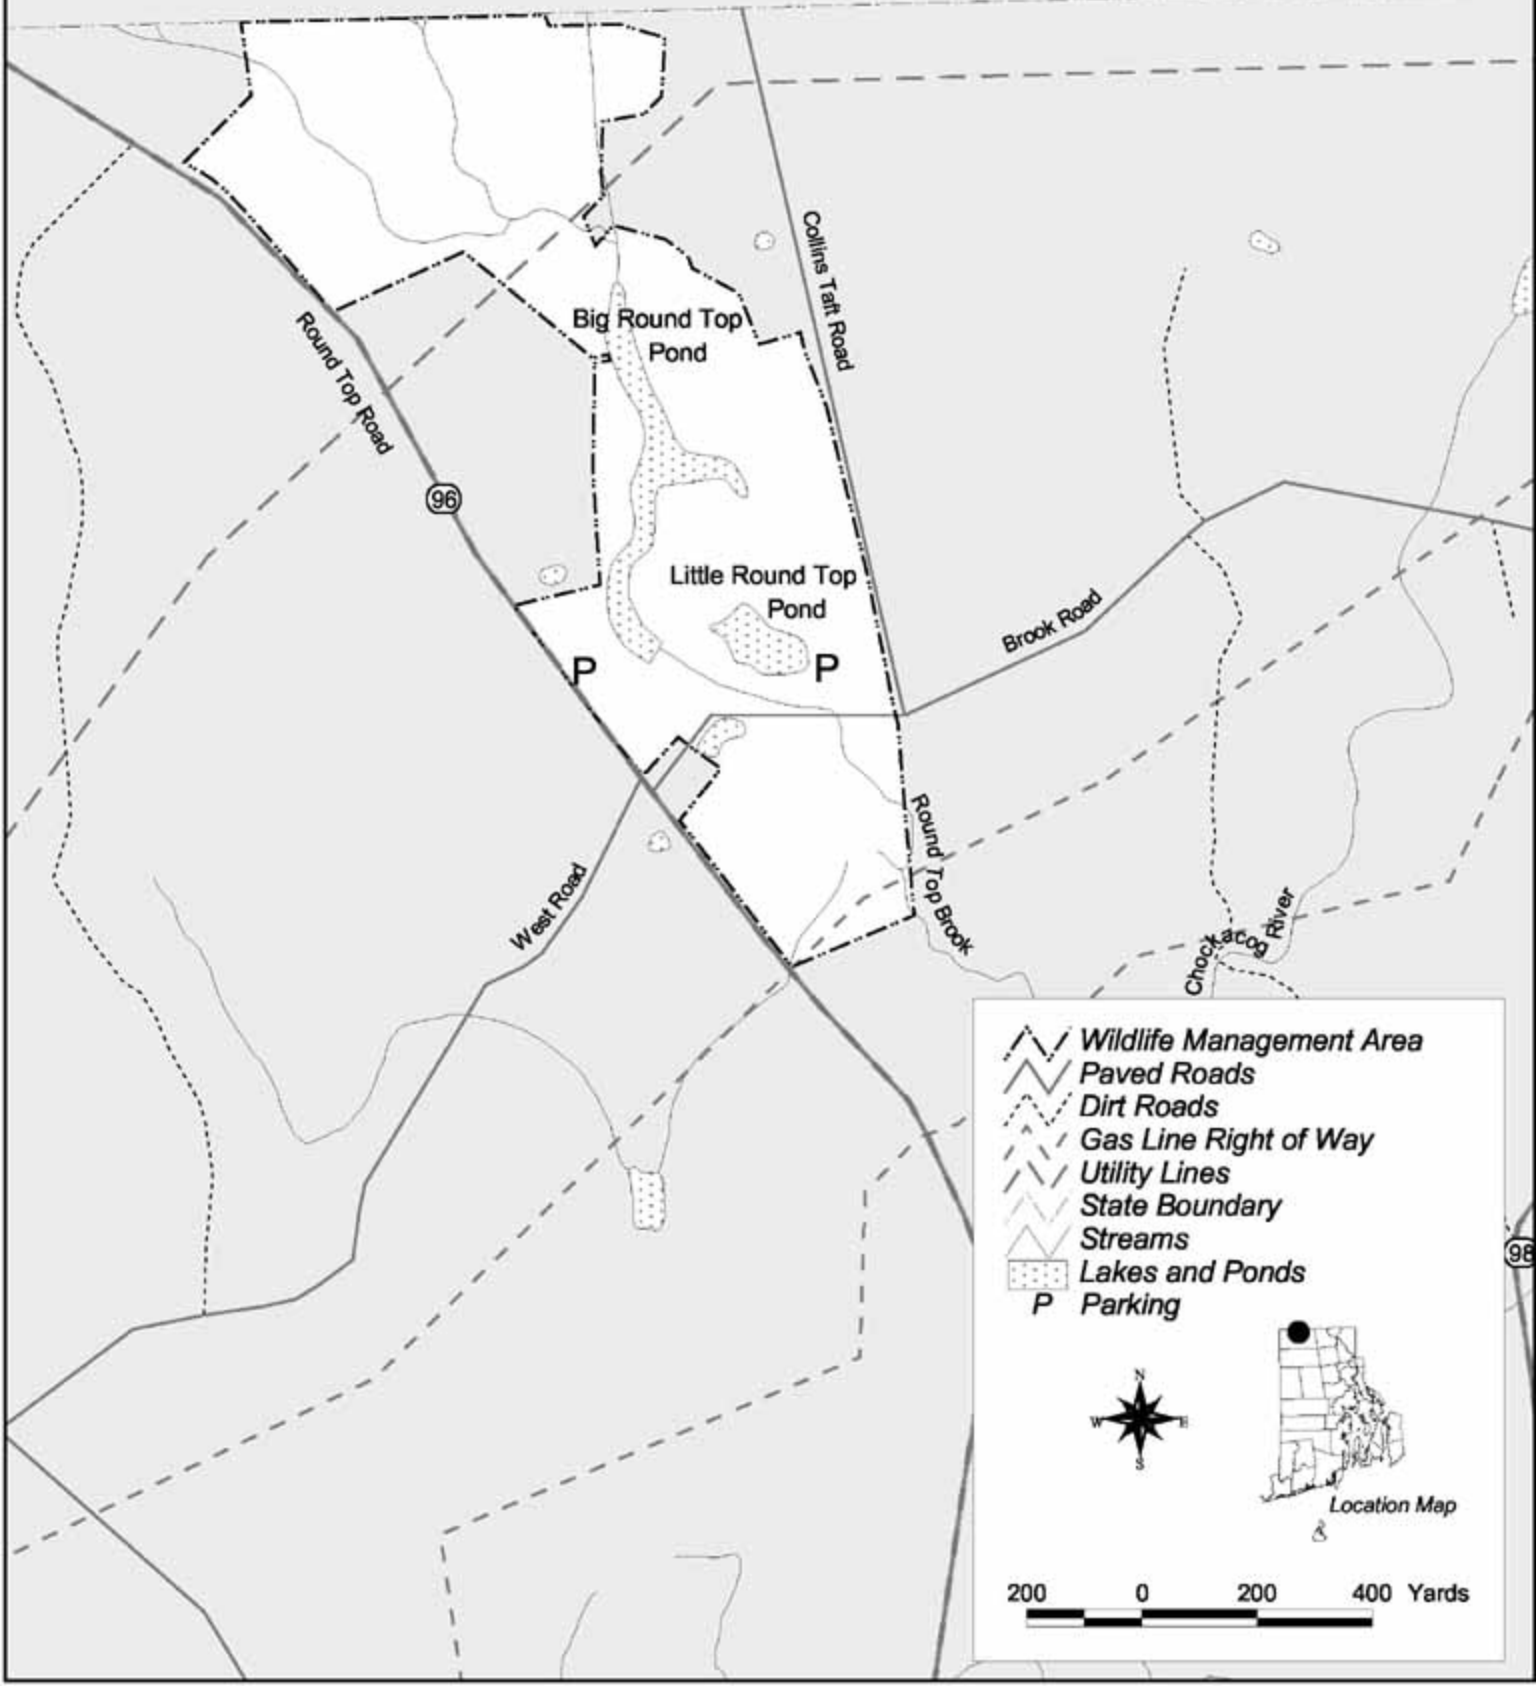 Collins Taft Road
Big Round Top
Pond
Round Top Road
96
Little Round Top
Pond
Brook Road
P
P
Round Top Brook
West Road
Chockacog River
Wildlife Management Area
Paved Roads
Dirt Roads
Gas Line Right of Way
Utility Lines
State Boundary
Streams
Lakes and Ponds
P Parking
98
N
W E
S
Location Map
200 0 200 400 Yards